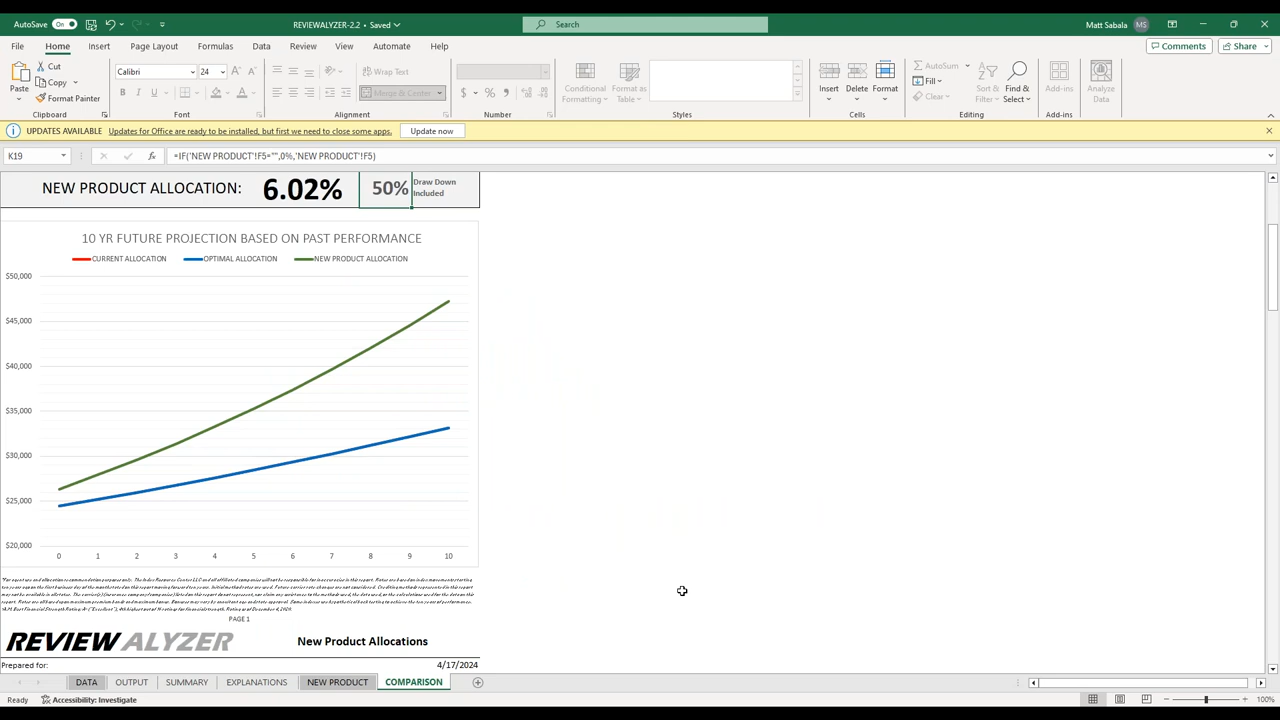 AutoSave On REVIEWALYZER-2.2 • Saved Search Matt Sabala MS
File Home Insert Page Layout Formulas Data Review View Automate Help Comments Share
Paste Cut Copy Format Painter Clipboard
Calibri 24 A A B I U A Font
Wrap Text Merge & Center Alignment
$ % Number
Conditional Formatting Format as Table Styles
Insert Delete Format Cells
AutoSum Fill Clear Sort & Filter Find & Select Editing
Add-ins Add-ins
Analyze Data
UPDATES AVAILABLE Updates for Office are ready to be installed, but first we need to close some apps. Update now
K19 fx =IF('NEW PRODUCT'!F5="",0%,'NEW PRODUCT'!F5)
NEW PRODUCT ALLOCATION: 6.02% 50% Draw Down Included
10 YR FUTURE PROJECTION BASED ON PAST PERFORMANCE
CURRENT ALLOCATION OPTIMAL ALLOCATION NEW PRODUCT ALLOCATION
$50,000
$45,000
$40,000
$35,000
$30,000
$25,000
$20,000
0 1 2 3 4 5 6 7 8 9 10
PAGE 1
REVIEWALYZER New Product Allocations
Prepared for: 4/17/2024
DATA OUTPUT SUMMARY EXPLANATIONS NEW PRODUCT COMPARISON
Ready Accessibility: Investigate 100%